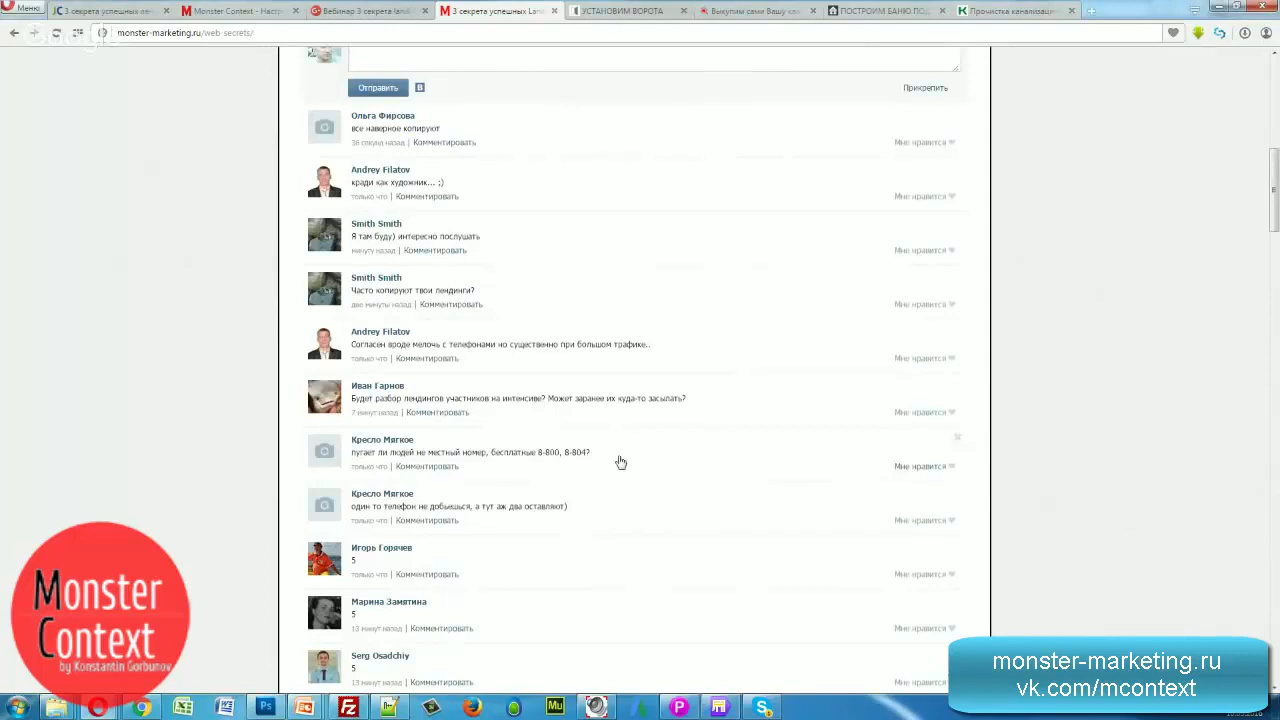 Меню
Monster Context - Настр
Вебинар 3 секрета landi
3 секрета успешных Lan
УСТАНОВИМ ВОРОТА
Выкупим сами Вашу кон
ПОСТРОИМ БАНЮ ПО
Прочистка канализаци
monster-marketing.ru/web-secrets/
Отправить
Прикрепить
Ольга Фирсова
все наверное копируют
36 секунд назад | Комментировать
Мне нравится
Andrey Filatov
кради как художник... ;)
только что | Комментировать
Мне нравится
Smith Smith
Я там буду) интересно послушать
минуту назад | Комментировать
Мне нравится
Smith Smith
Часто копируют твои лендинги?
две минуты назад | Комментировать
Мне нравится
Andrey Filatov
Согласен вроде мелочь с телефонами но существенно при большом трафике..
только что | Комментировать
Мне нравится
Иван Гарнов
Будет разбор лендингов участников на интенсиве? Может заранее их куда-то засылать?
7 минут назад | Комментировать
Мне нравится
Кресло Мягкое
пугает ли людей не местный номер, бесплатные 8-800, 8-804?
только что | Комментировать
Мне нравится
Кресло Мягкое
один то телефон не добьешься, а тут аж два оставляют)
только что | Комментировать
Мне нравится
Игорь Горячев
5
только что | Комментировать
Мне нравится
Марина Замятина
5
13 минут назад | Комментировать
Мне нравится
Serg Osadchiy
5
13 минут назад | Комментировать
Мне нравится
Monster
Context
by Konstantin Gorbunov
monster-marketing.ru
vk.com/mcontext